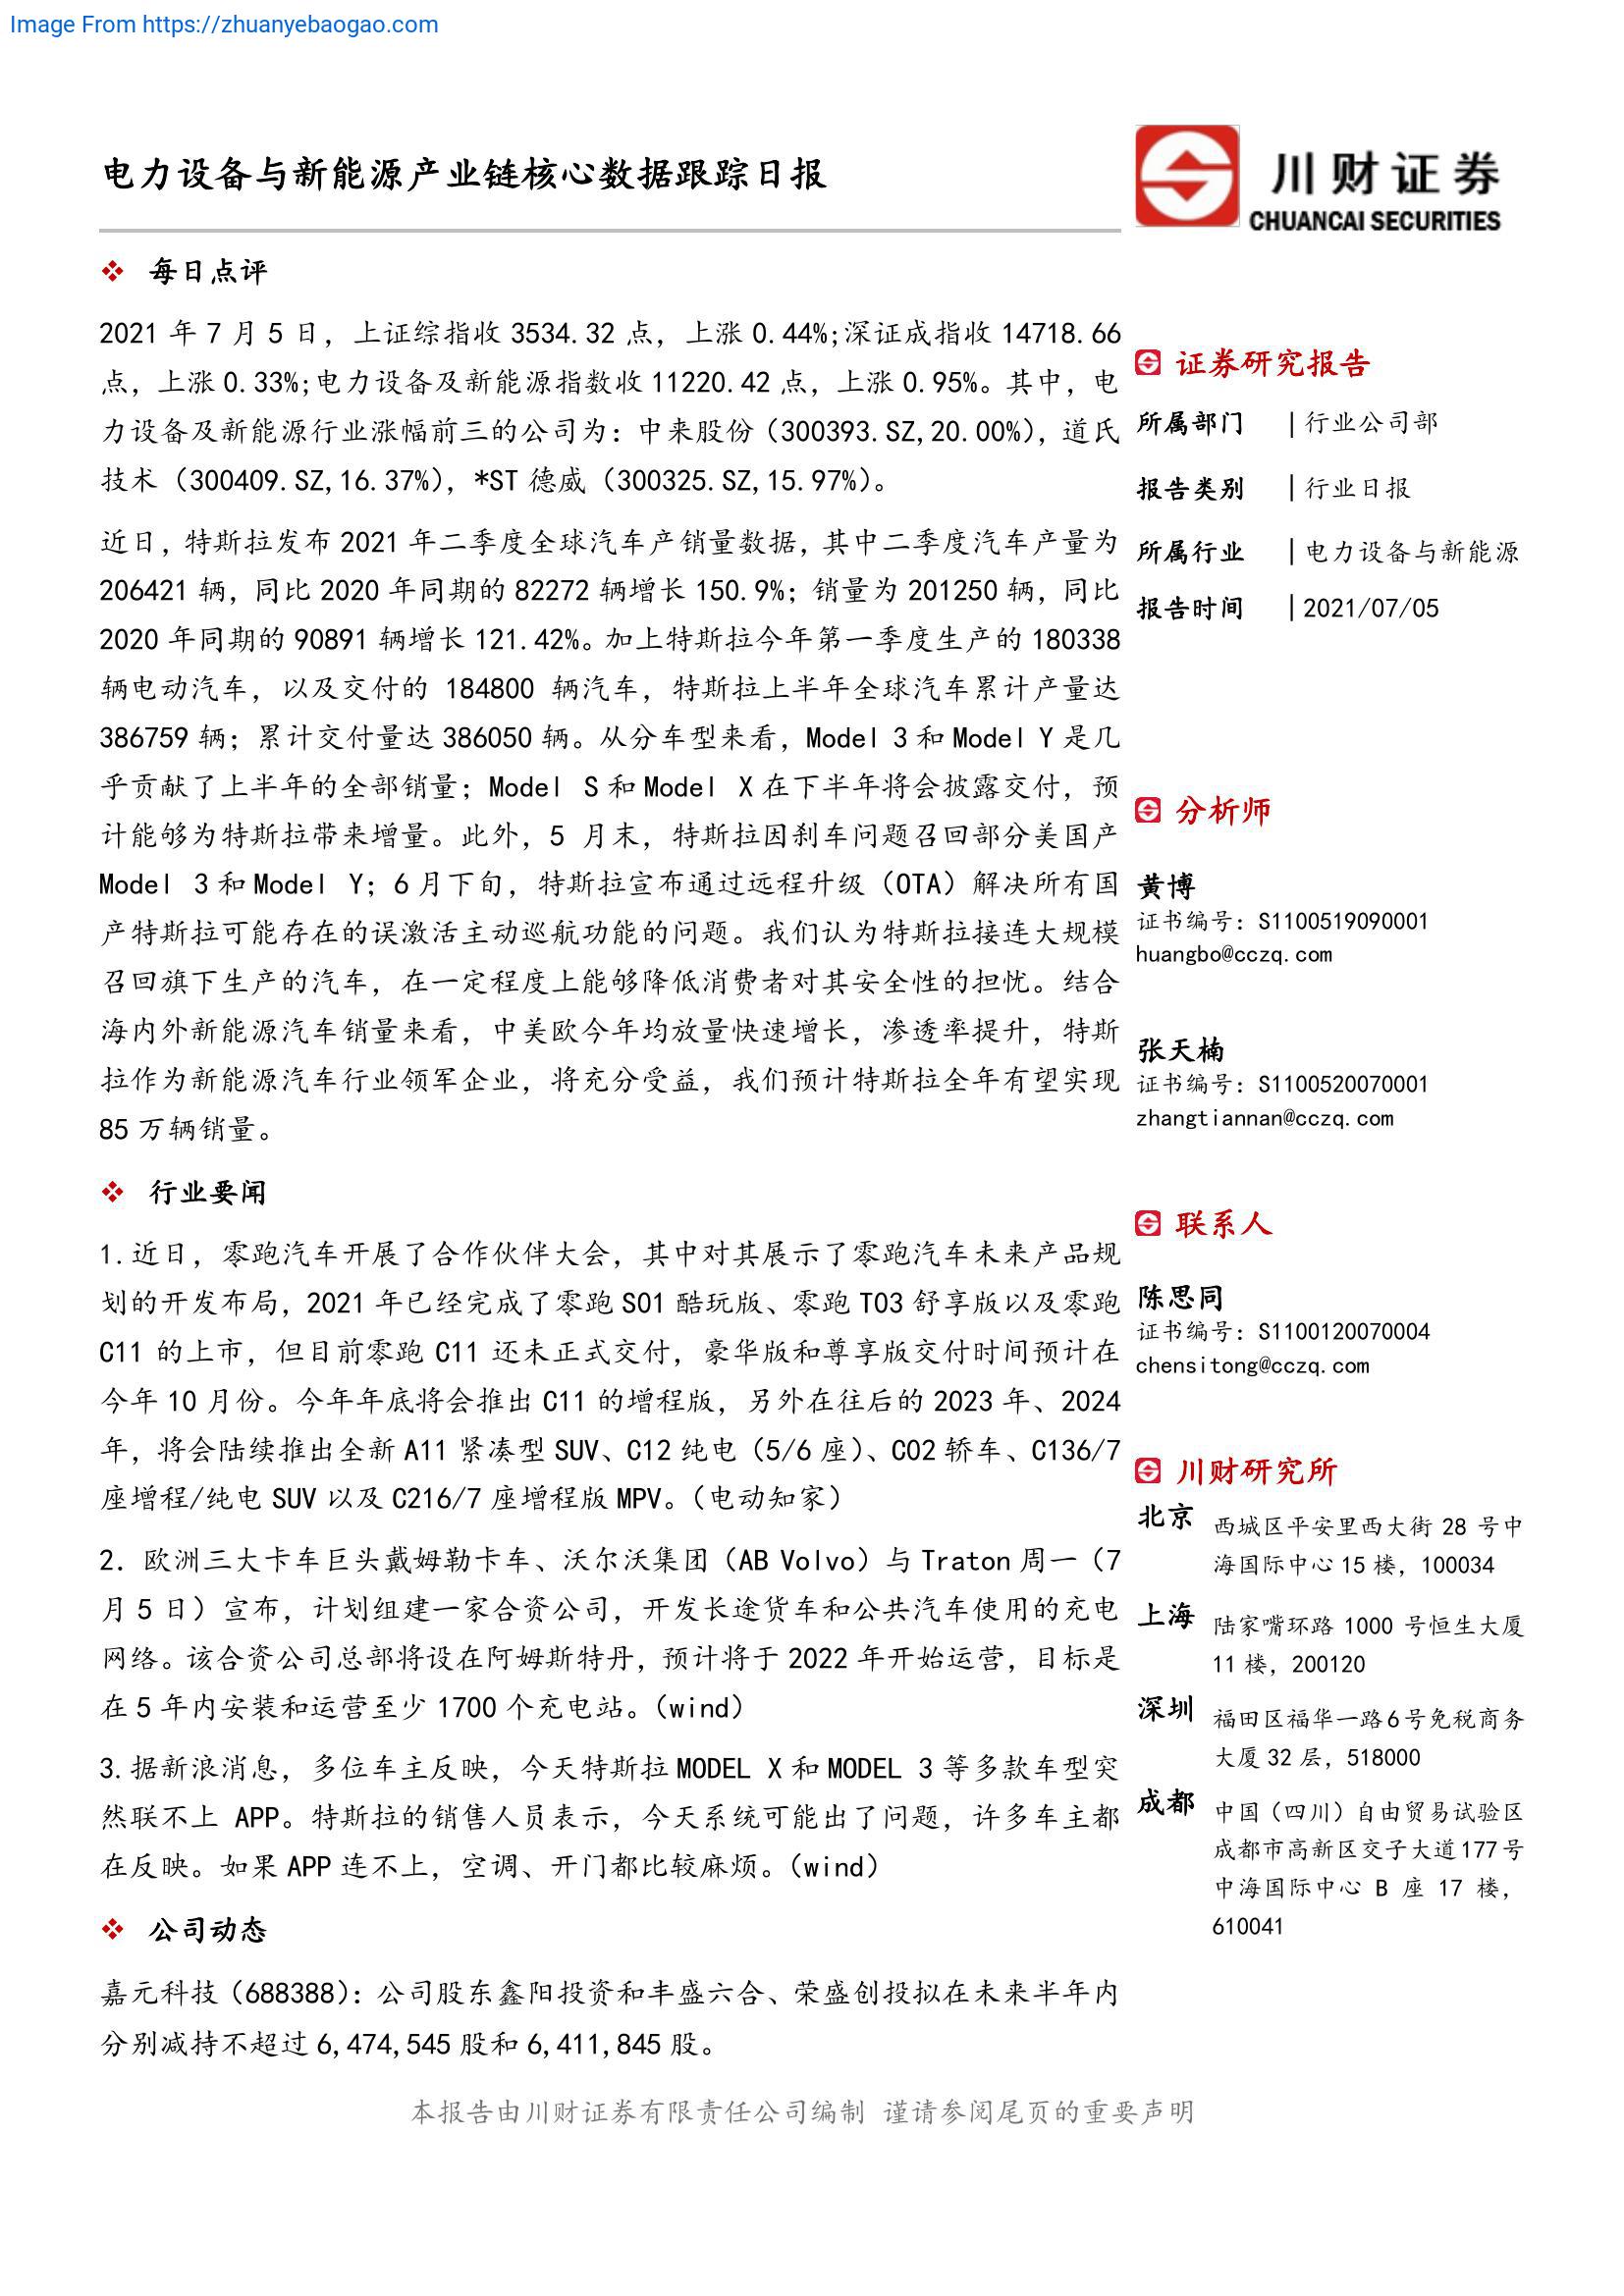 Image From https://zhuanyebaogao.com
电力设备与新能源产业链核心数据跟踪日报
川财证券
CHUANCAI SECURITIES
每日点评
2021 年 7 月 5 日，上证综指收 3534.32 点，上涨 0.44%;深证成指收 14718.66
点，上涨 0.33%;电力设备及新能源指数收 11220.42 点，上涨 0.95%。其中，电
力设备及新能源行业涨幅前三的公司为：中来股份（300393.SZ,20.00%），道氏
技术（300409.SZ,16.37%），*ST 德威（300325.SZ,15.97%）。
近日，特斯拉发布 2021 年二季度全球汽车产销量数据，其中二季度汽车产量为
206421 辆，同比 2020 年同期的 82272 辆增长 150.9%；销量为 201250 辆，同比
2020 年同期的 90891 辆增长 121.42%。加上特斯拉今年第一季度生产的 180338
辆电动汽车，以及交付的 184800 辆汽车，特斯拉上半年全球汽车累计产量达
386759 辆；累计交付量达 386050 辆。从分车型来看，Model 3 和 Model Y 是几
乎贡献了上半年的全部销量；Model S 和 Model X 在下半年将会披露交付，预
计能够为特斯拉带来增量。此外，5 月末，特斯拉因刹车问题召回部分美国产
Model 3 和 Model Y；6 月下旬，特斯拉宣布通过远程升级（OTA）解决所有国
产特斯拉可能存在的误激活主动巡航功能的问题。我们认为特斯拉接连大规模
召回旗下生产的汽车，在一定程度上能够降低消费者对其安全性的担忧。结合
海内外新能源汽车销量来看，中美欧今年均放量快速增长，渗透率提升，特斯
拉作为新能源汽车行业领军企业，将充分受益，我们预计特斯拉全年有望实现
85 万辆销量。
行业要闻
1.近日，零跑汽车开展了合作伙伴大会，其中对其展示了零跑汽车未来产品规
划的开发布局，2021 年已经完成了零跑 S01 酷玩版、零跑 T03 舒享版以及零跑
C11 的上市，但目前零跑 C11 还未正式交付，豪华版和尊享版交付时间预计在
今年 10 月份。今年年底将会推出 C11 的增程版，另外在往后的 2023 年、2024
年，将会陆续推出全新 A11 紧凑型 SUV、C12 纯电（5/6 座）、C02 轿车、C136/7
座增程/纯电 SUV 以及 C216/7 座增程版 MPV。（电动知家）
2. 欧洲三大卡车巨头戴姆勒卡车、沃尔沃集团（AB Volvo）与 Traton 周一（7
月 5 日）宣布，计划组建一家合资公司，开发长途货车和公共汽车使用的充电
网络。该合资公司总部将设在阿姆斯特丹，预计将于 2022 年开始运营，目标是
在 5 年内安装和运营至少 1700 个充电站。（wind）
3.据新浪消息，多位车主反映，今天特斯拉 MODEL X 和 MODEL 3 等多款车型突
然联不上 APP。特斯拉的销售人员表示，今天系统可能出了问题，许多车主都
在反映。如果 APP 连不上，空调、开门都比较麻烦。（wind）
公司动态
嘉元科技（688388）：公司股东鑫阳投资和丰盛六合、荣盛创投拟在未来半年内
分别减持不超过 6,474,545 股和 6,411,845 股。
证券研究报告
所属部门 | 行业公司部
报告类别 | 行业日报
所属行业 | 电力设备与新能源
报告时间 | 2021/07/05
分析师
黄博
证书编号：S1100519090001
huangbo@cczq.com
张天楠
证书编号：S1100520070001
zhangtiannan@cczq.com
联系人
陈思同
证书编号：S1100120070004
chensitong@cczq.com
川财研究所
北京 西城区平安里西大街 28 号中
海国际中心 15 楼，100034
上海 陆家嘴环路 1000 号恒生大厦
11 楼，200120
深圳 福田区福华一路 6 号免税商务
大厦 32 层，518000
成都 中国（四川）自由贸易试验区
成都市高新区交子大道 177 号
中海国际中心 B 座 17 楼，
610041
本报告由川财证券有限责任公司编制 谨请参阅尾页的重要声明